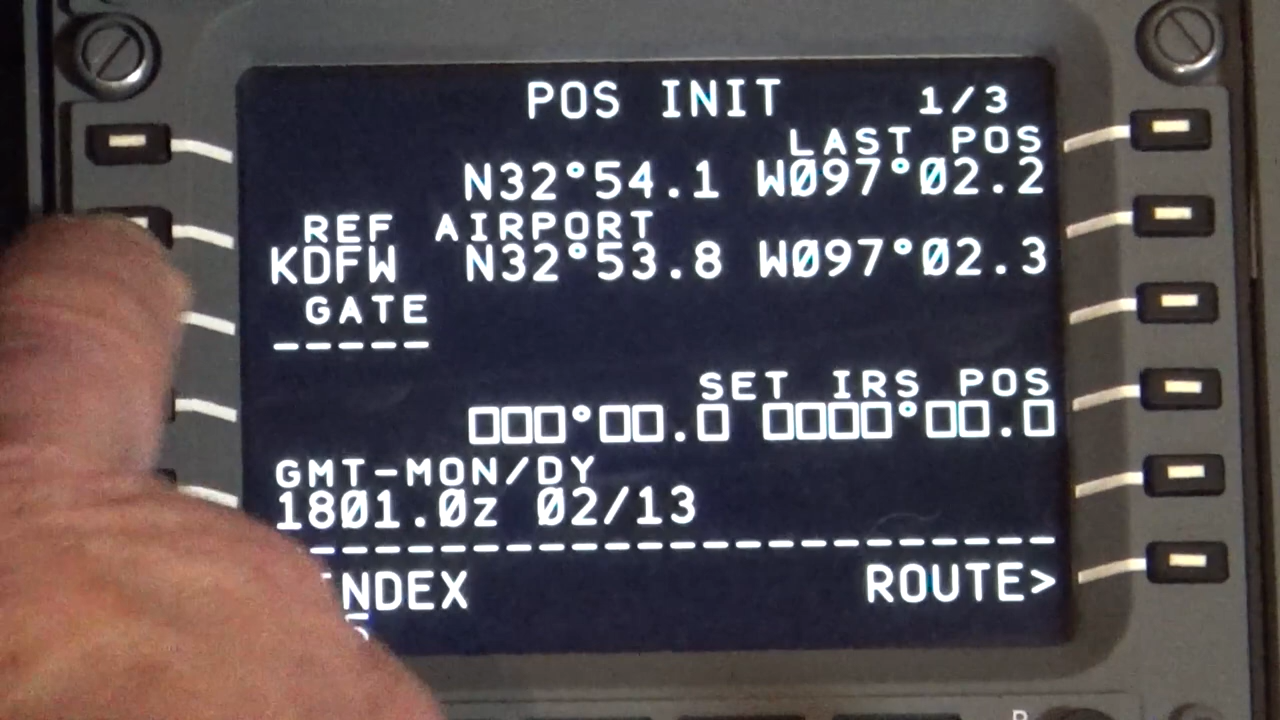 POS INIT 1/3
LAST POS
N32°54.1 W097°02.2
REF AIRPORT
KDFW N32°53.8 W097°02.3
GATE
-----
SET IRS POS
□□□°□□.□ □□□□°□□.□
GMT-MON/DY
1801.0z 02/13
INDEX ROUTE>